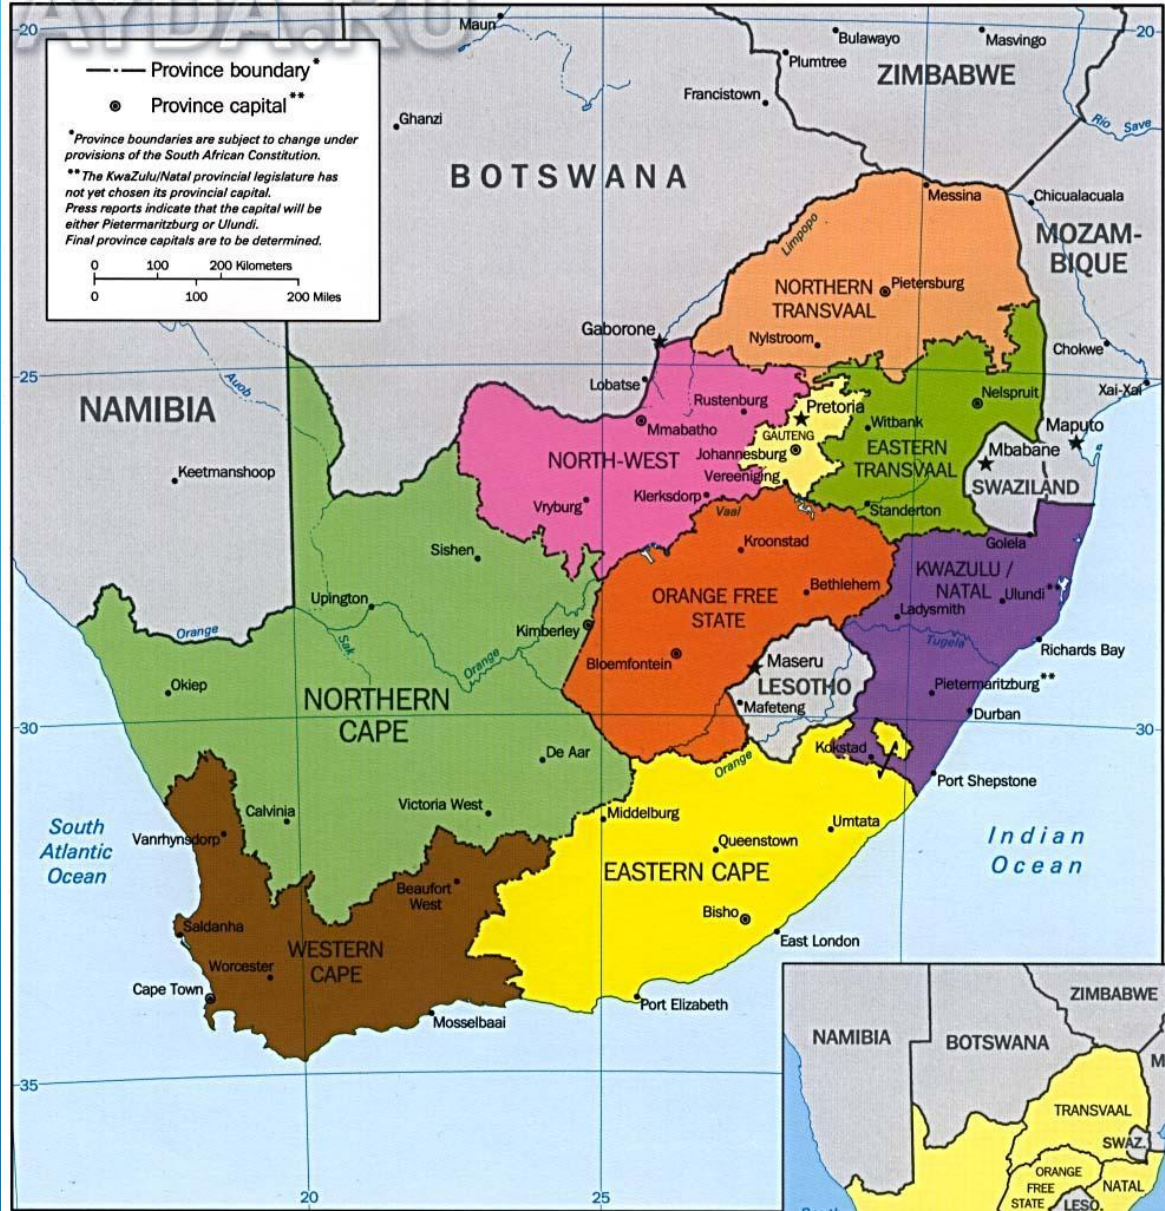 AYDA.RU
20
Maun
Bulawayo
Masvingo
20
Plumtree
ZIMBABWE
Province boundary*
Province capital**
*Province boundaries are subject to change under
provisions of the South African Constitution.
**The KwaZulu/Natal provincial legislature has
not yet chosen its provincial capital.
Press reports indicate that the capital will be
either Pietermaritzburg or Ulundi.
Final province capitals are to be determined.
0 100 200 Kilometers
0 100 200 Miles
Francistown
Ghanzi
Rio Save
BOTSWANA
Messina
Chicualacuala
Limpopo
MOZAM-
BIQUE
NORTHERN
TRANSVAAL
Pietersburg
Gaborone
Nylstroom
Chokwe
25
25
Auob
Lobatse
Xai-Xai
NAMIBIA
Rustenburg
Pretoria
Nelspruit
Mmabatho
GAUTENG
Witbank
Maputo
Keetmanshoop
NORTH-WEST
Johannesburg
EASTERN
TRANSVAAL
Mbabane
Vereeniging
SWAZILAND
Vryburg
Klerksdorp
Vaal
Standerton
Sishen
Kroonstad
Golela
KWAZULU /
NATAL
Upington
ORANGE FREE
STATE
Bethlehem
Ulundi**
Ladysmith
Orange
Sak
Kimberley
Tugela
Richards Bay
Orange
Bloemfontein
Maseru
Okiep
LESOTHO
Pietermaritzburg**
NORTHERN
CAPE
Mafeteng
Durban
30
30
De Aar
Orange
Kokstad
Port Shepstone
Calvinia
Victoria West
Middelburg
Umtata
South
Atlantic
Ocean
Vanrhynsdorp
Queenstown
Indian
Ocean
EASTERN CAPE
Beaufort
West
Bisho
Saldanha
East London
WESTERN
CAPE
Worcester
Cape Town
Port Elizabeth
Mosselbaai
35
20
25
ZIMBABWE
NAMIBIA
BOTSWANA
M
TRANSVAAL
SWAZ.
ORANGE
FREE
STATE
NATAL
LESO.